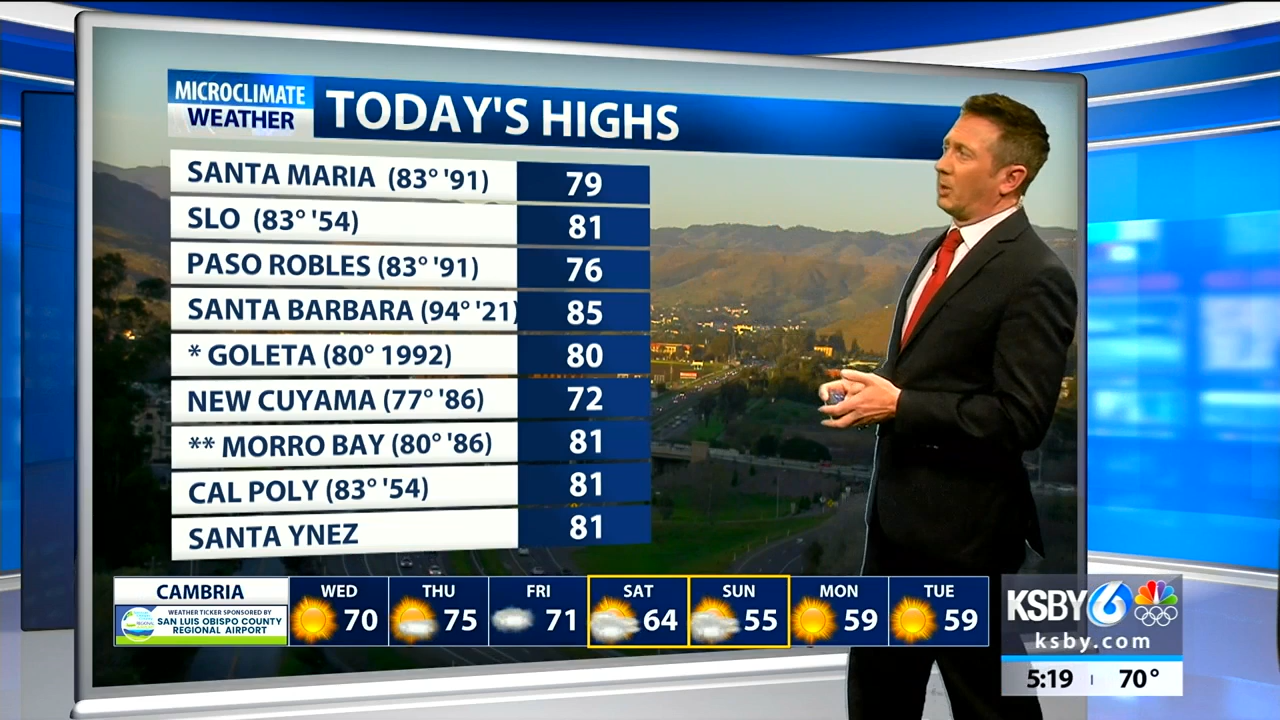 MICROCLIMATE
WEATHER
TODAY'S HIGHS
SANTA MARIA (83° '91) 79
SLO (83° '54) 81
PASO ROBLES (83° '91) 76
SANTA BARBARA (94° '21) 85
* GOLETA (80° 1992) 80
NEW CUYAMA (77° '86) 72
** MORRO BAY (80° '86) 81
CAL POLY (83° '54) 81
SANTA YNEZ 81
CAMBRIA
WEATHER TICKER SPONSORED BY
SAN LUIS OBISPO COUNTY
REGIONAL AIRPORT
WED THU FRI SAT SUN MON TUE
70 75 71 64 55 59 59
KSBY 6
ksby.com
5:19 70°